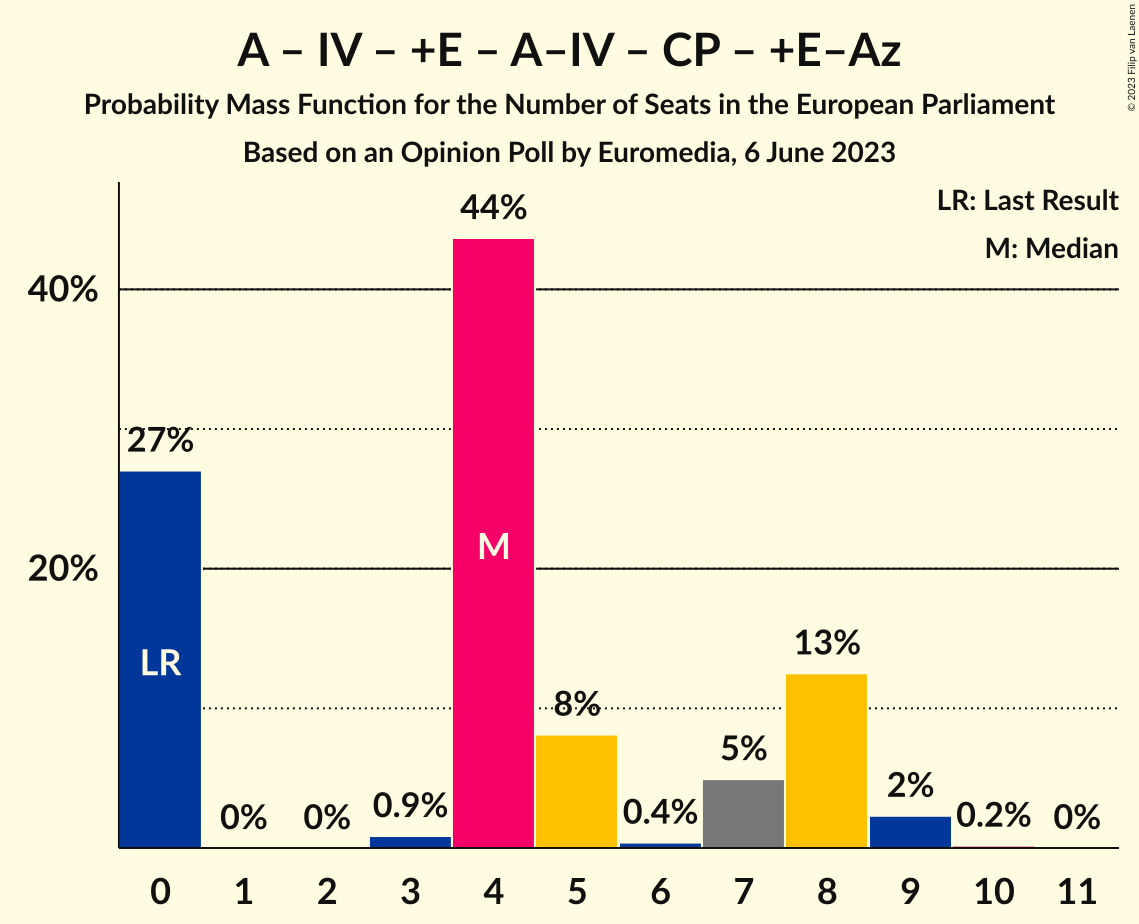 A – IV – +E – A–IV – CP – +E–Az
Probability Mass Function for the Number of Seats in the European Parliament
Based on an Opinion Poll by Euromedia, 6 June 2023
© 2023 Filip van Laenen
LR: Last Result
M: Median
44%
40%
27%
M
20%
LR
13%
8%
5%
2%
0%
0%
0.9%
0.4%
0.2%
0%
0 1 2 3 4 5 6 7 8 9 10 11